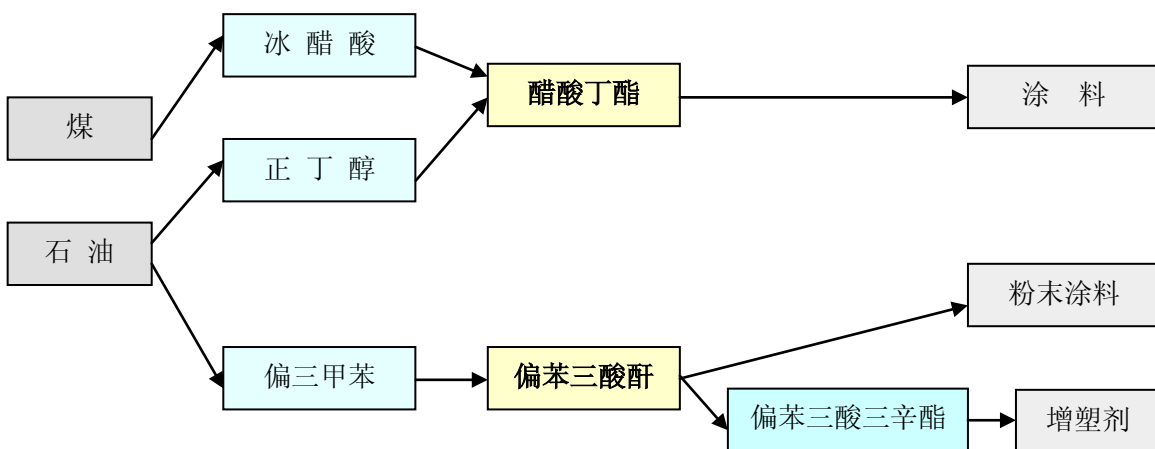 冰 醋 酸
醋酸丁酯
涂 料
煤
正 丁 醇
石 油
粉末涂料
偏三甲苯
偏苯三酸酐
偏苯三酸三辛酯
增塑剂